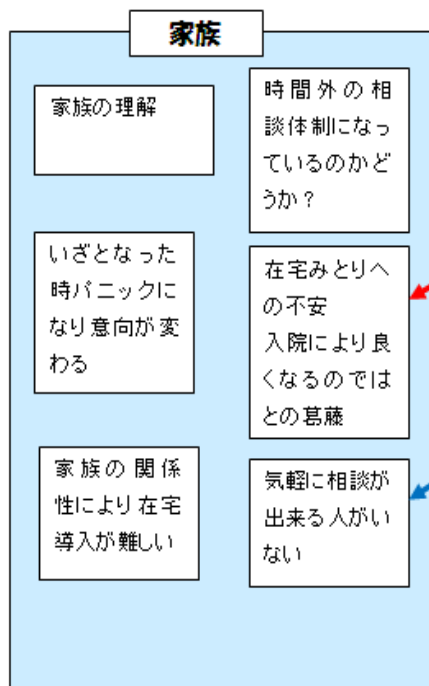 家族
家族の理解
時間外の相
談体制になっ
ているのかど
うか?
いざとなった
時パニックに
なり意向が変
わる
在宅みとりへ
の不安
入院により良
くなるのでは
との葛藤
家族の関係
性により在宅
導入が難しい
気軽に相談が
出来る人がい
ない